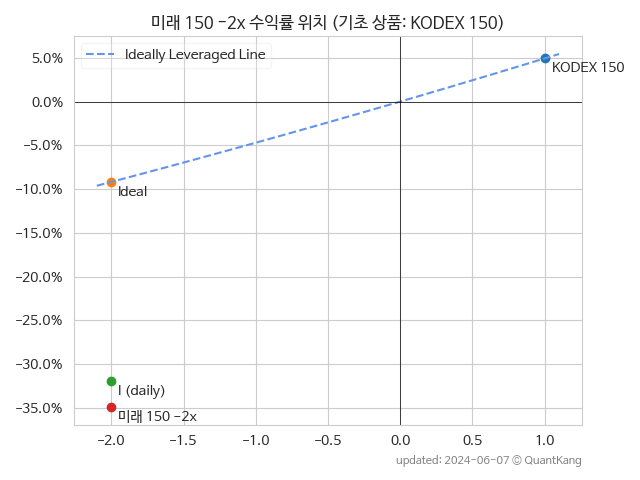 미래 150 -2x 수익률 위치 (기초 상품: KODEX 150)
Ideally Leveraged Line
5.0%
0.0%
-5.0%
-10.0%
-15.0%
-20.0%
-25.0%
-30.0%
-35.0%
KODEX 150
Ideal
I (daily)
미래 150 -2x
-2.0 -1.5 -1.0 -0.5 0.0 0.5 1.0
updated: 2024-06-07 © QuantKang